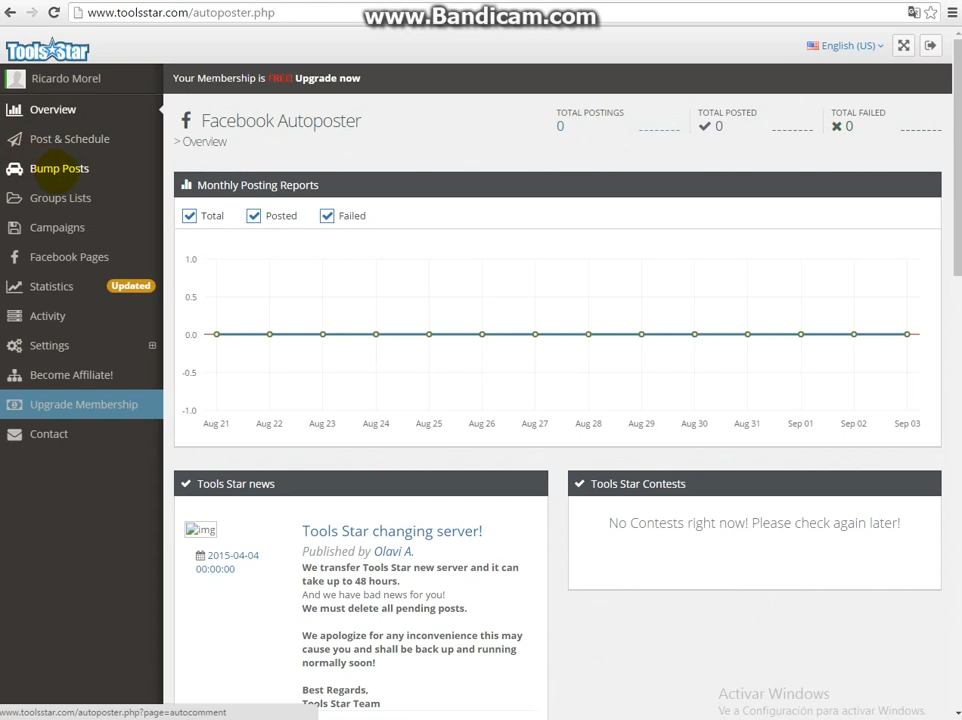 www.toolsstar.com/autoposter.php
www.Bandicam.com
Tools Star
English (US)
Ricardo Morel
Your Membership is FREE! Upgrade now
Overview
Post & Schedule
Bump Posts
Groups Lists
Campaigns
Facebook Pages
Statistics
Updated
Activity
Settings
Become Affiliate!
Upgrade Membership
Contact
Facebook Autoposter
> Overview
TOTAL POSTINGS
0
TOTAL POSTED
0
TOTAL FAILED
0
Monthly Posting Reports
Total Posted Failed
1.0
0.5
0.0
-0.5
-1.0
Aug 21 Aug 22 Aug 23 Aug 24 Aug 25 Aug 26 Aug 27 Aug 28 Aug 29 Aug 30 Aug 31 Sep 01 Sep 02 Sep 03
Tools Star news
img
2015-04-04
00:00:00
Tools Star changing server!
Published by Olavi A.
We transfer Tools Star new server and it can
take up to 48 hours.
And we have bad news for you!
We must delete all pending posts.
We apologize for any inconvenience this may
cause you and shall be back up and running
normally soon!
Best Regards,
Tools Star Team
Tools Star Contests
No Contests right now! Please check again later!
Activar Windows
Ve a Configuración para activar Windows.
www.toolsstar.com/autoposter.php?page=autocomment